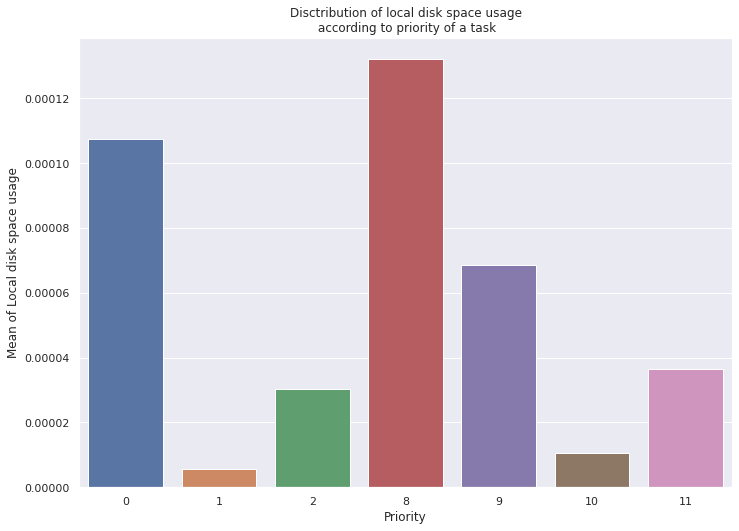 Disctribution of local disk space usage
according to priority of a task
Mean of Local disk space usage
0.00012
0.00010
0.00008
0.00006
0.00004
0.00002
0.00000
0 1 2 8 9 10 11
Priority